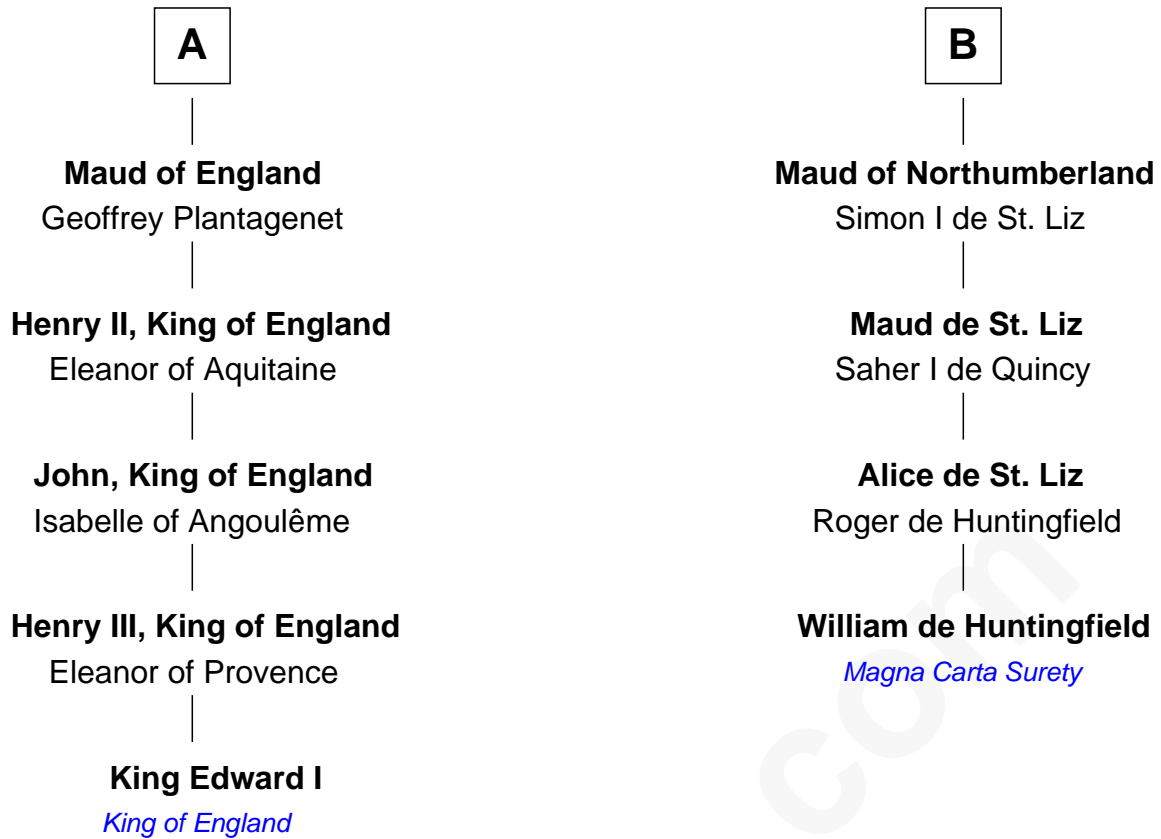 A
Maud of England
Geoffrey Plantagenet
Henry II, King of England
Eleanor of Aquitaine
John, King of England
Isabelle of Angoulême
Henry III, King of England
Eleanor of Provence
King Edward I
King of England
B
Maud of Northumberland
Simon I de St. Liz
Maud de St. Liz
Saher I de Quincy
Alice de St. Liz
Roger de Huntingfield
William de Huntingfield
Magna Carta Surety
com